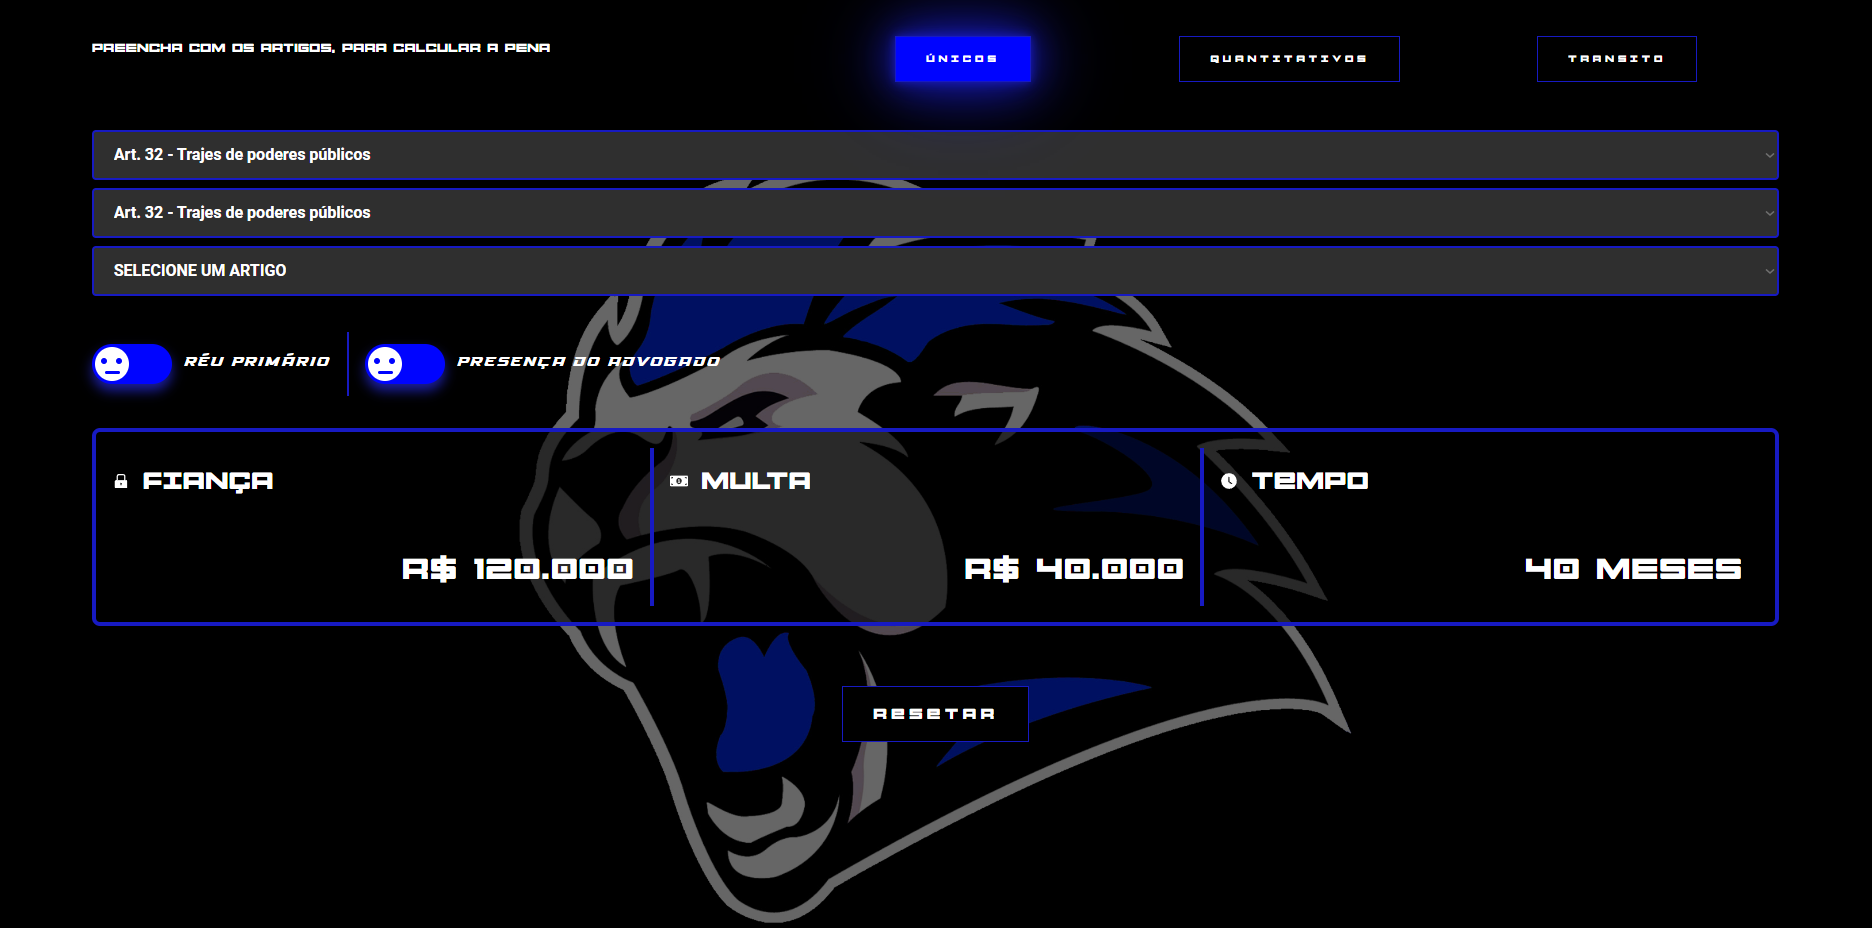 PREENCHA COM OS ARTIGOS, PARA CALCULAR A PENA
ÚNICOS
QUANTITATIVOS
TRANSITO
Art. 32 - Trajes de poderes públicos
Art. 32 - Trajes de poderes públicos
SELECIONE UM ARTIGO
RÉU PRIMÁRIO
PRESENÇA DO ADVOGADO
FIANÇA
R$ 120.000
MULTA
R$ 40.000
TEMPO
40 MESES
RESETAR